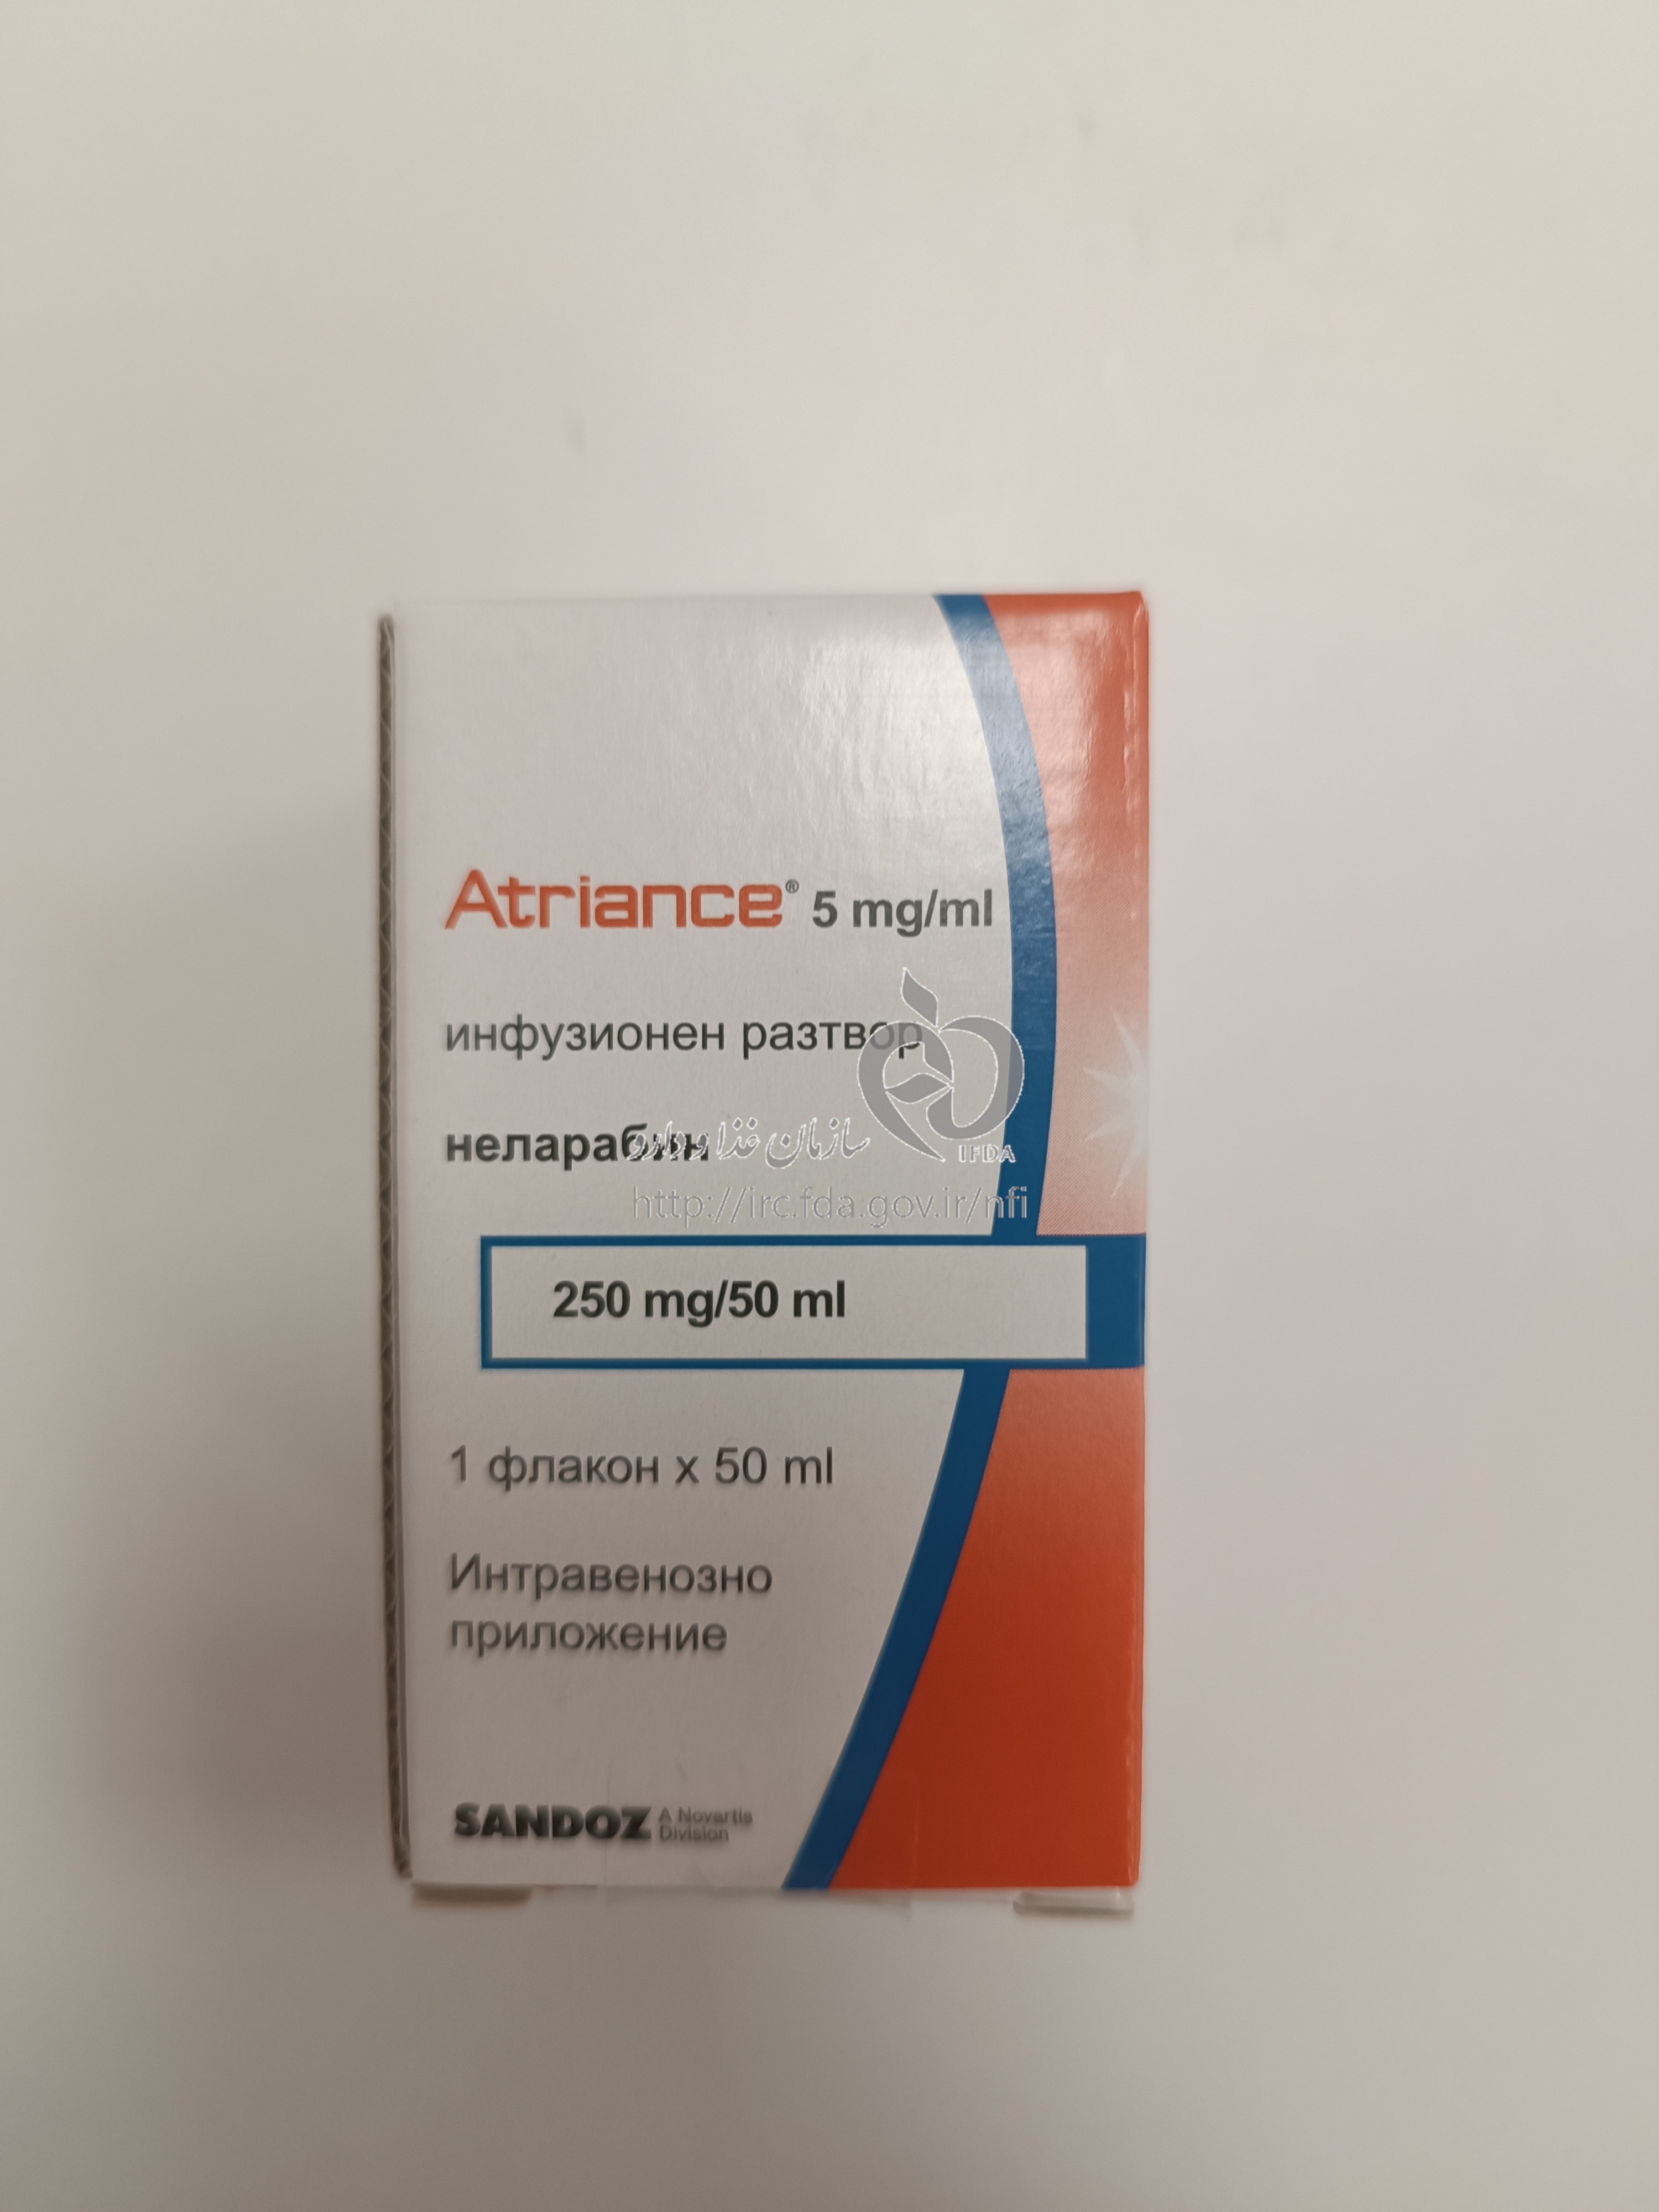 Atriance® 5 mg/ml
инфузионен разтвор
неларабин
سازمان غذا و دارو
IFDA
http://irc.fda.gov.ir/nfi
250 mg/50 ml
1 флакон x 50 ml
Интравенозно
приложение
SANDOZ A Novartis
Division